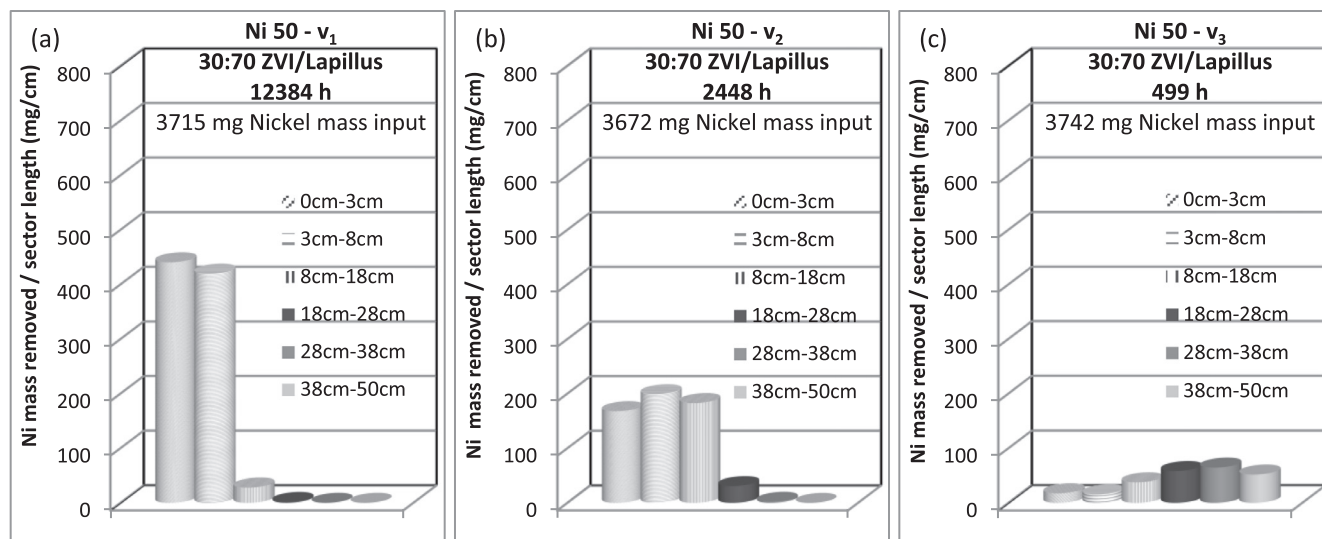 (a)
Ni 50 - v₁
30:70 ZVI/Lapillus
12384 h
3715 mg Nickel mass input
Ni mass removed / sector length (mg/cm)
800
700
600
500
400
300
200
100
0
0cm-3cm
3cm-8cm
8cm-18cm
18cm-28cm
28cm-38cm
38cm-50cm
(b)
Ni 50 - v₂
30:70 ZVI/Lapillus
2448 h
3672 mg Nickel mass input
Ni mass removed / sector length (mg/cm)
800
700
600
500
400
300
200
100
0
0cm-3cm
3cm-8cm
8cm-18cm
18cm-28cm
28cm-38cm
38cm-50cm
(c)
Ni 50 - v₃
30:70 ZVI/Lapillus
499 h
3742 mg Nickel mass input
Ni mass removed / sector length (mg/cm)
800
700
600
500
400
300
200
100
0
0cm-3cm
3cm-8cm
8cm-18cm
18cm-28cm
28cm-38cm
38cm-50cm